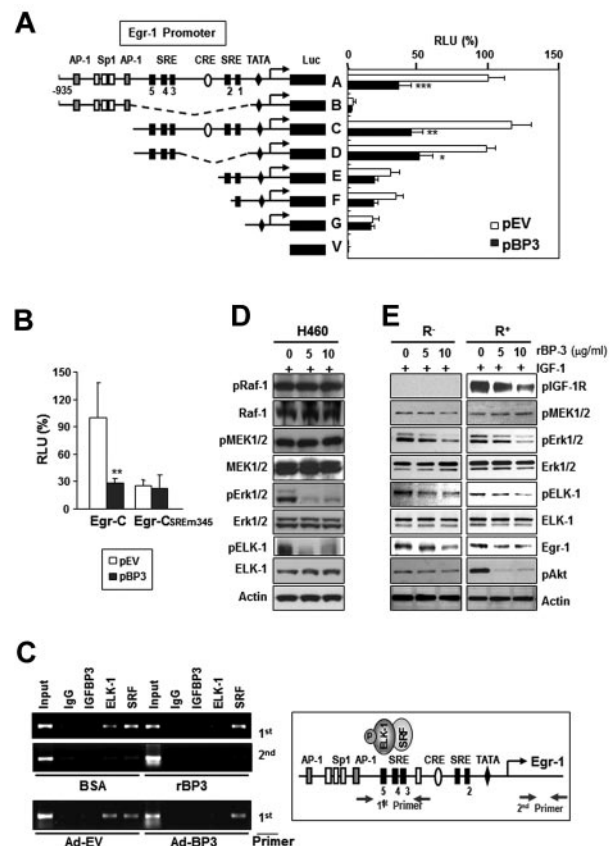 A
Egr-1 Promoter
RLU (%)
AP-1 Sp1 AP-1 SRE CRE SRE TATA Luc
0 50 100 150
-935 5 4 3 2 1
A ***
B
C **
D *
E
F
G
V
pEV
pBP3
B
RLU (%)
150
120
90
60
30
0
**
Egr-C Egr-CSREm345
pEV
pBP3
D
H460
0 5 10
+ + +
pRaf-1
Raf-1
pMEK1/2
MEK1/2
pErk1/2
Erk1/2
pELK-1
ELK-1
Actin
E
R- R+
0 5 10 0 5 10 rBP-3 (μg/ml)
+ + + + + + IGF-1
pIGF-1R
pMEK1/2
pErk1/2
Erk1/2
pELK-1
ELK-1
Egr-1
pAkt
Actin
C
Input IgG IGFBP3 ELK-1 SRF Input IgG IGFBP3 ELK-1 SRF
1st
2nd
BSA rBP3
1st
Ad-EV Ad-BP3 Primer
P ELK-1 SRF
AP-1 Sp1 AP-1 SRE CRE SRE TATA Egr-1
5 4 3 2
1st Primer
2nd Primer